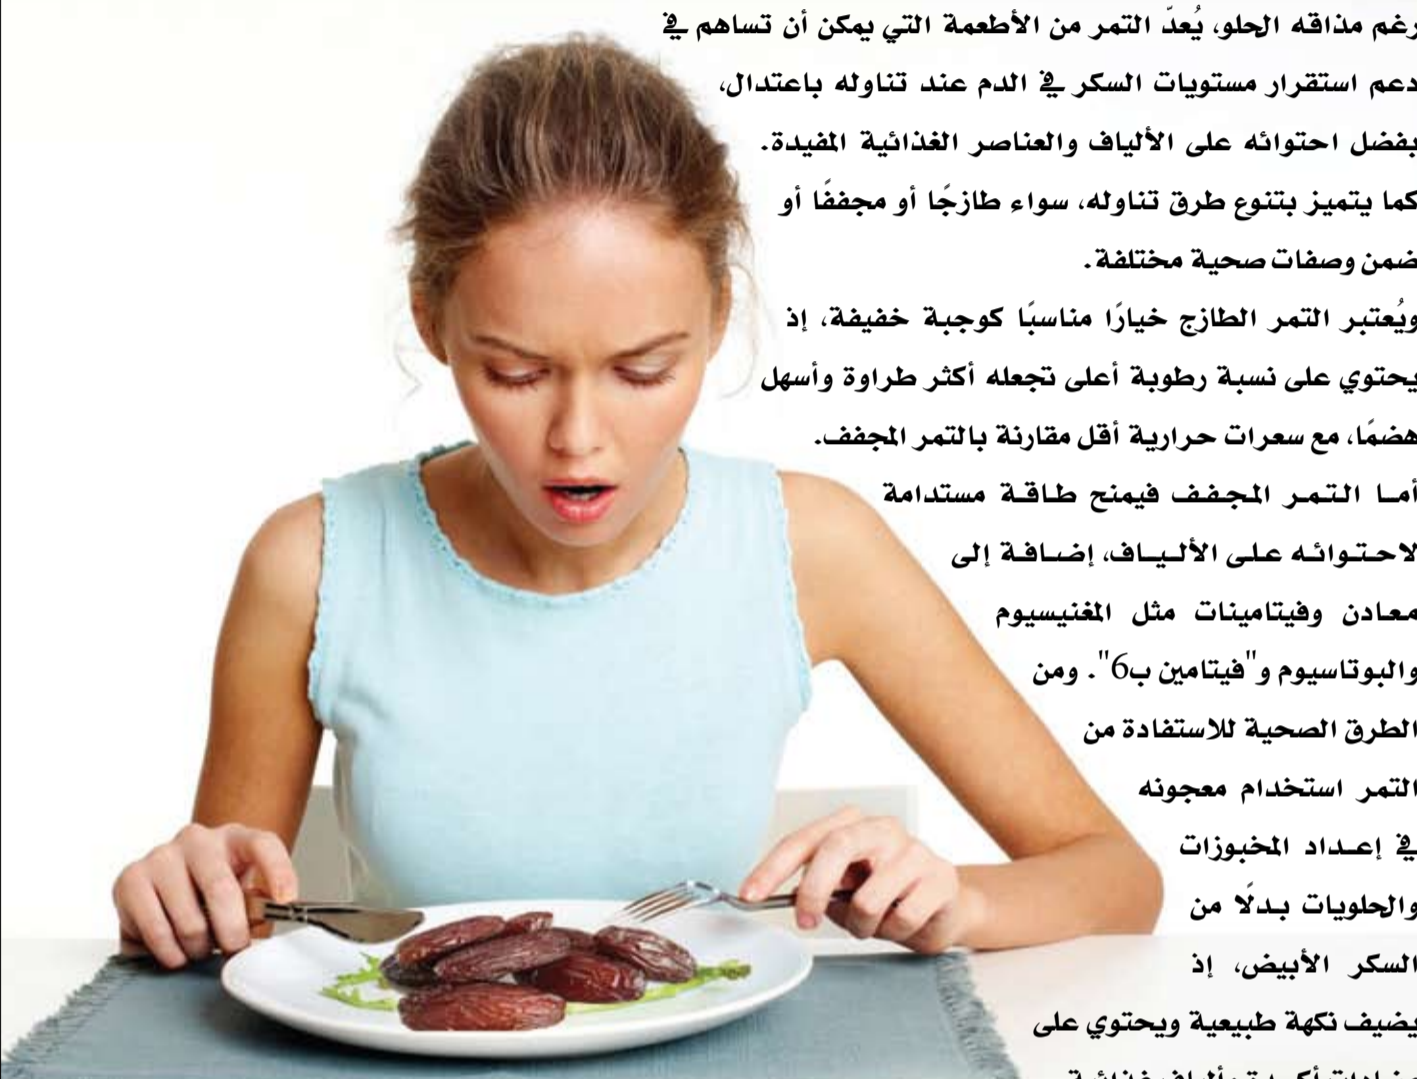 رغم مذاقه الحلو، يُعدّ التمر من الأطعمة التي يمكن أن تساهم في
دعم استقرار مستويات السكر في الدم عند تناوله باعتدال،
بفضل احتوائه على الألياف والعناصر الغذائية المفيدة.
كما يتميز بتنوع طرق تناوله، سواء طازجًا أو مجففًا أو
ضمن وصفات صحية مختلفة.
ويُعتبر التمر الطازج خيارًا مناسبًا كوجبة خفيفة، إذ
يحتوي على نسبة رطوبة أعلى تجعله أكثر طراوة وأسهل
هضمًا، مع سعرات حرارية أقل مقارنة بالتمر المجفف.
أما التمر المجفف فيمنح طاقة مستدامة
لاحتوائه على الألياف، إضافة إلى
معادن وفيتامينات مثل المغنيسيوم
والبوتاسيوم و"فيتامين ب6". ومن
الطرق الصحية للاستفادة من
التمر استخدام معجونه
في إعداد المخبوزات
والحلويات بدلًا من
السكر الأبيض، إذ
يضيف نكهة طبيعية ويحتوي على